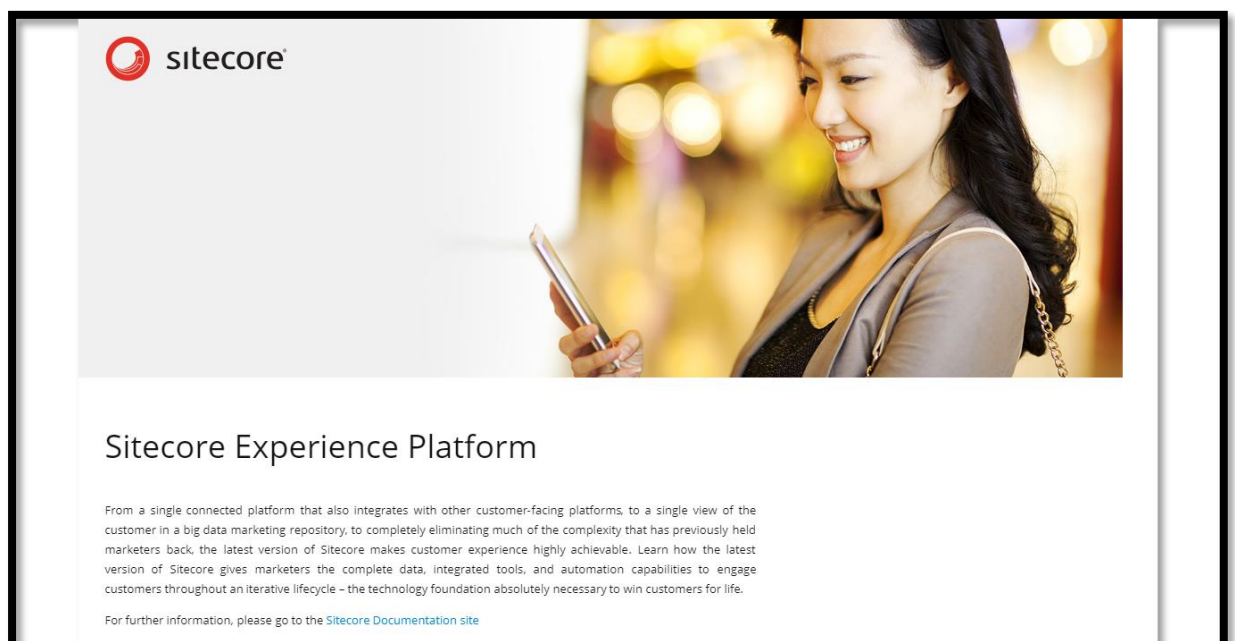 sitecore®
Sitecore Experience Platform
From a single connected platform that also integrates with other customer-facing platforms, to a single view of the
customer in a big data marketing repository, to completely eliminating much of the complexity that has previously held
marketers back, the latest version of Sitecore makes customer experience highly achievable. Learn how the latest
version of Sitecore gives marketers the complete data, integrated tools, and automation capabilities to engage
customers throughout an iterative lifecycle – the technology foundation absolutely necessary to win customers for life.
For further information, please go to the Sitecore Documentation site